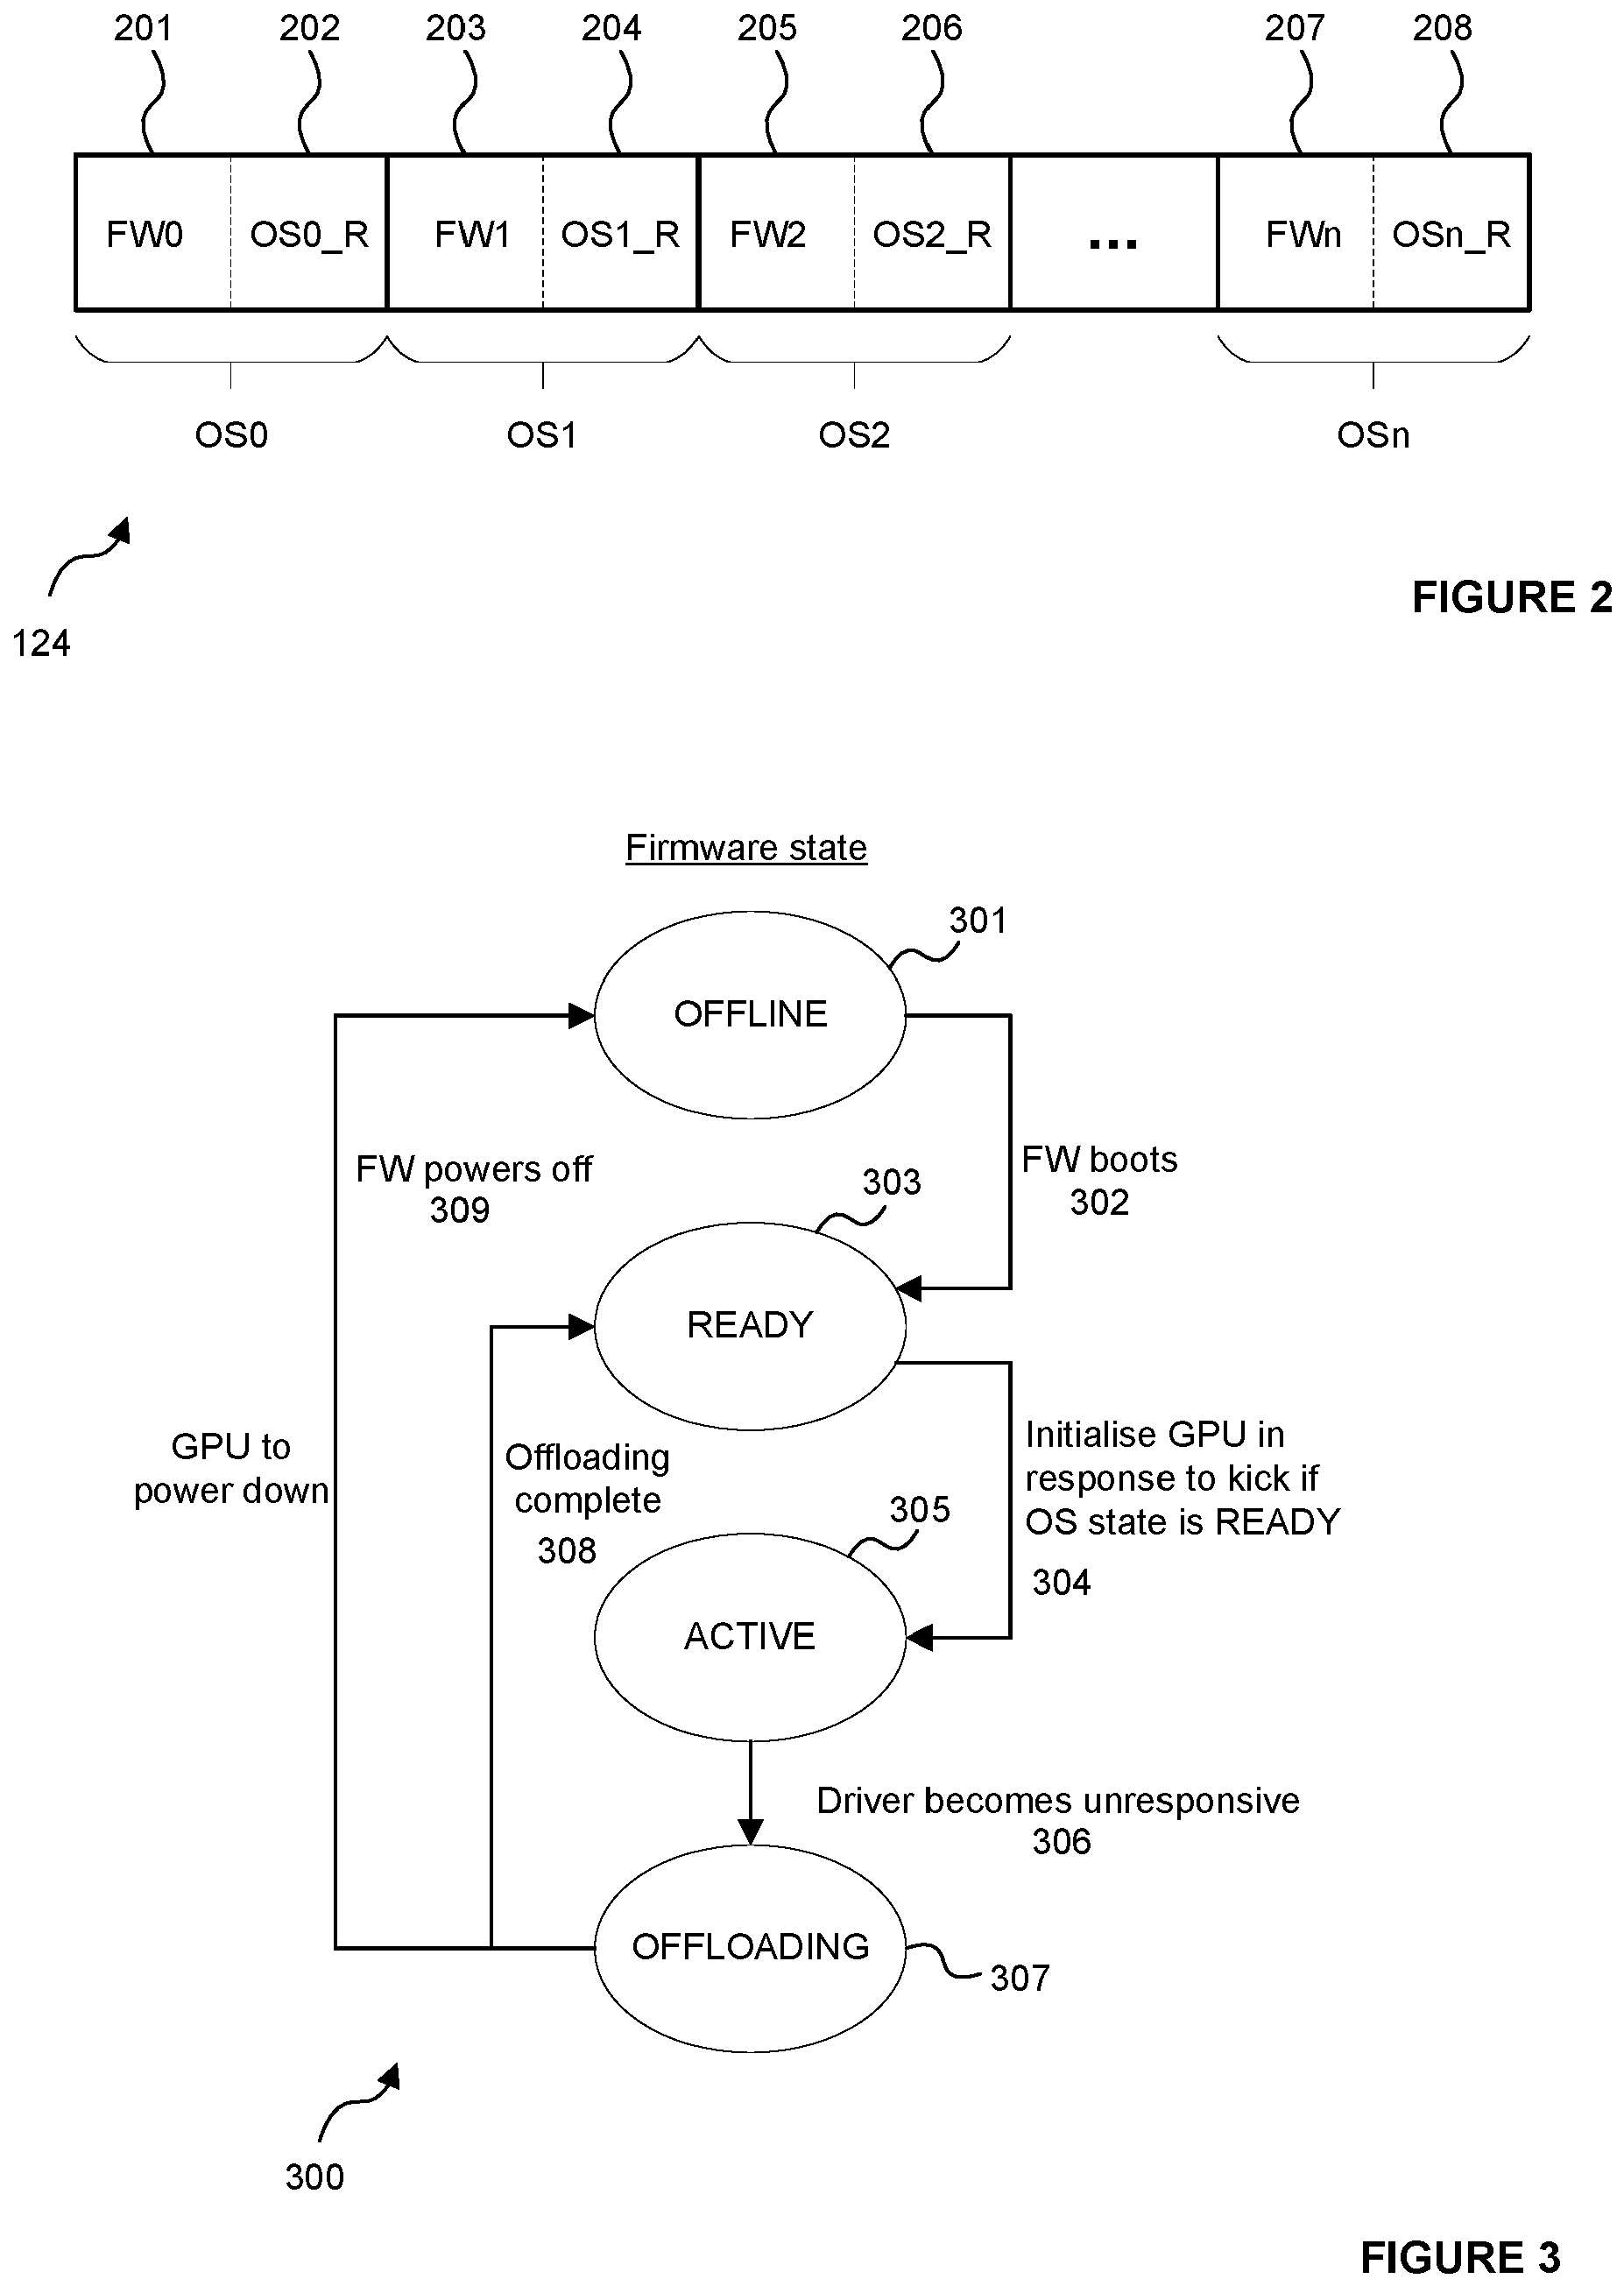 201 202 203 204 205 206 207 208
FW0 OS0_R FW1 OS1_R FW2 OS2_R ... FWn OSn_R
OS0 OS1 OS2 OSn
124
FIGURE 2
Firmware state
301
OFFLINE
FW powers off
309
FW boots
302
303
READY
GPU to
power down
Offloading
complete
308
Initialise GPU in
response to kick if
OS state is READY
304
305
ACTIVE
Driver becomes unresponsive
306
OFFLOADING
307
300
FIGURE 3